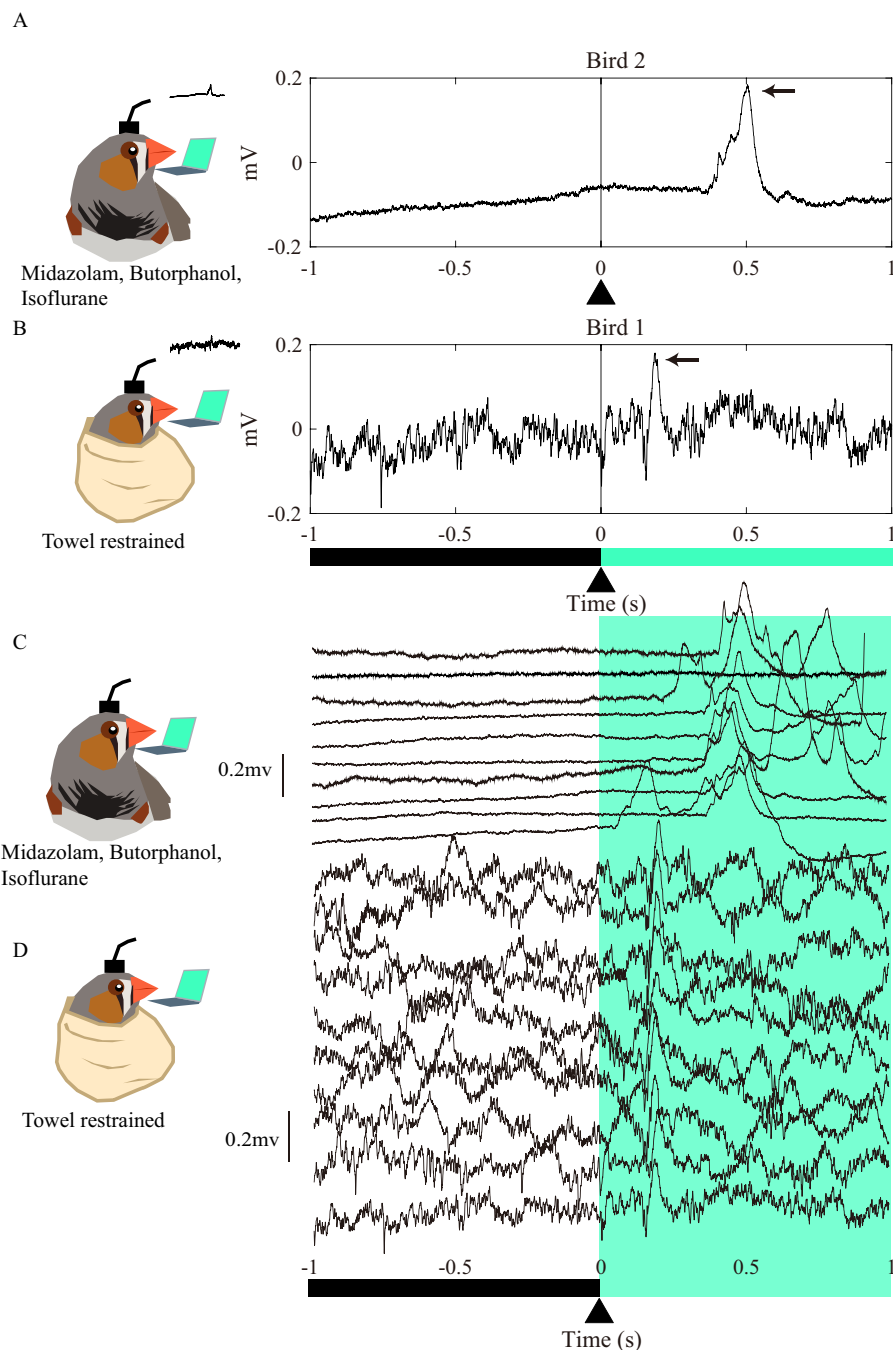 A
Bird 2
0.2
0
-0.2
mV
-1
-0.5
0
0.5
1
Midazolam, Butorphanol,
Isoflurane
B
Bird 1
0.2
0
-0.2
mV
-1
-0.5
0
0.5
1
Towel restrained
Time (s)
C
0.2mv
Midazolam, Butorphanol,
Isoflurane
D
Towel restrained
0.2mv
-1
-0.5
0
0.5
1
Time (s)